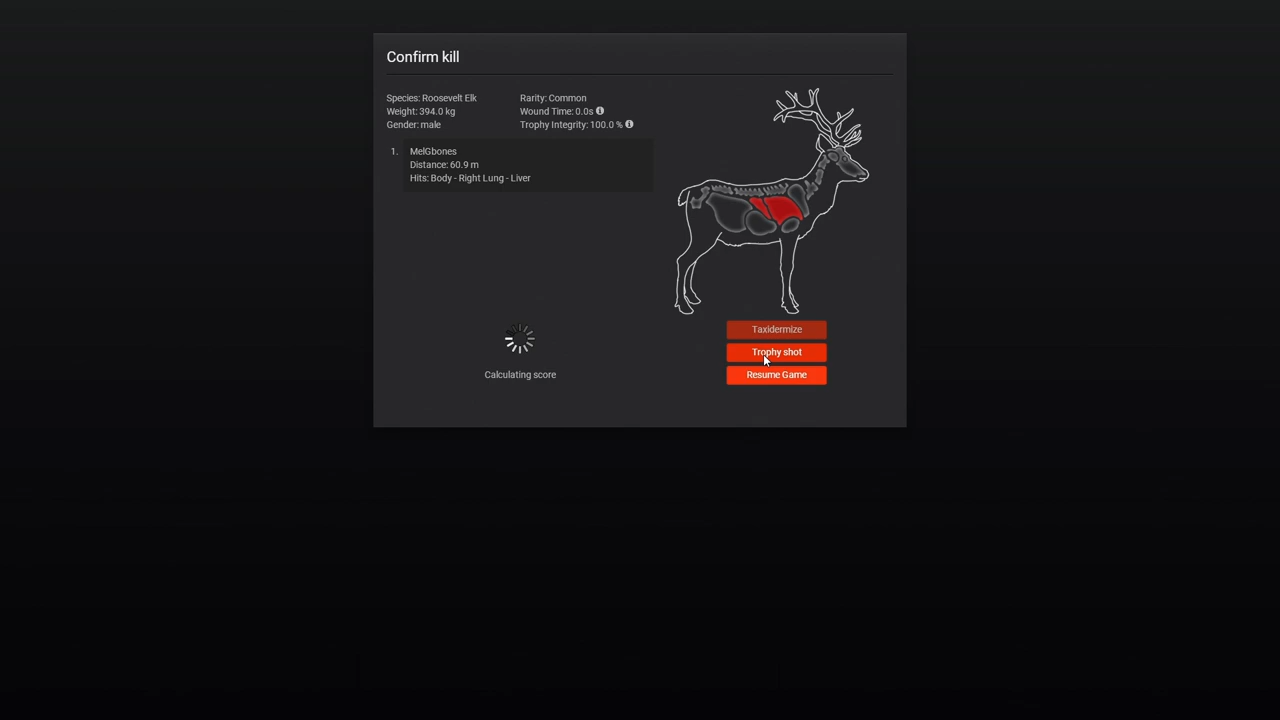 Confirm kill
Species: Roosevelt Elk
Weight: 394.0 kg
Gender: male
Rarity: Common
Wound Time: 0.0s
Trophy Integrity: 100.0 %
1. MelGbones
Distance: 60.9 m
Hits: Body - Right Lung - Liver
Calculating score
Taxidermize
Trophy shot
Resume Game